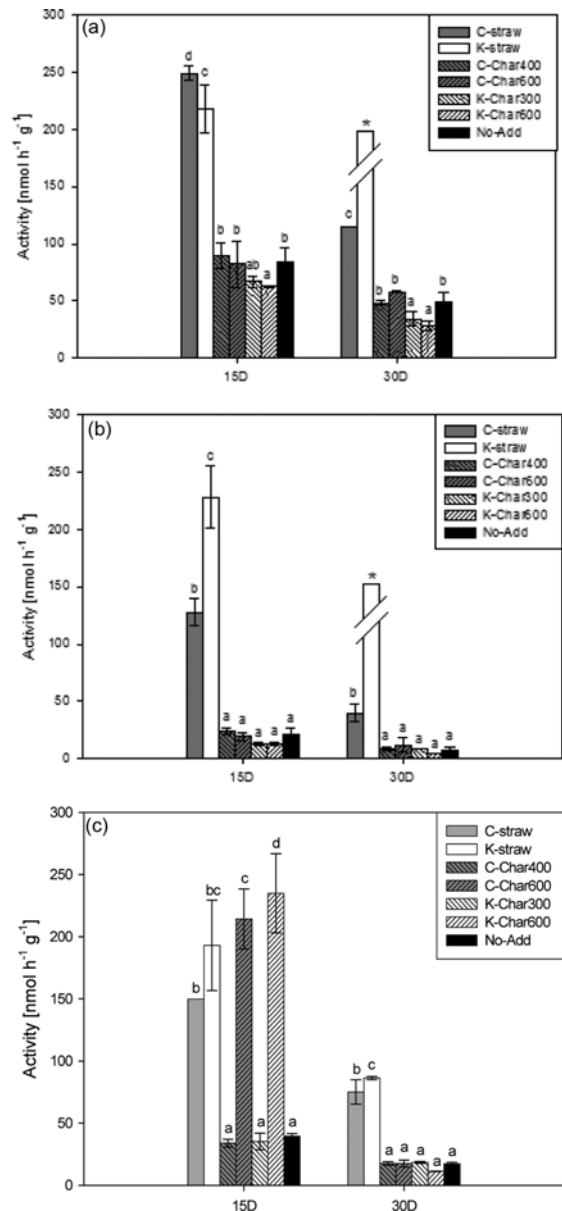 (a)
300
250
200
150
100
50
0
Activity [nmol h⁻¹ g⁻¹]
C-straw
K-straw
C-Char400
C-Char600
K-Char300
K-Char600
No-Add
d
c
b
b
ab
a
b
*
c
b
b
a
a
b
15D
30D
(b)
300
250
200
150
100
50
0
Activity [nmol h⁻¹ g⁻¹]
C-straw
K-straw
C-Char400
C-Char600
K-Char300
K-Char600
No-Add
b
c
a
a
a
a
a
b
*
a
a
a
a
a
15D
30D
(c)
300
250
200
150
100
50
0
Activity [nmol h⁻¹ g⁻¹]
C-straw
K-straw
C-Char400
C-Char600
K-Char300
K-Char600
No-Add
b
bc
a
c
a
d
a
b
c
a
a
a
a
a
15D
30D